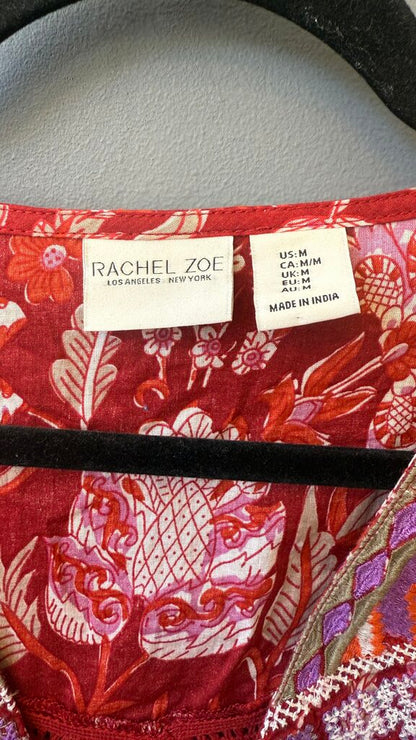 RACHEL ZOE
LOS ANGELES . NEW YORK
US: M
CA: M/M
UK: M
EU: M
AU: M
MADE IN INDIA